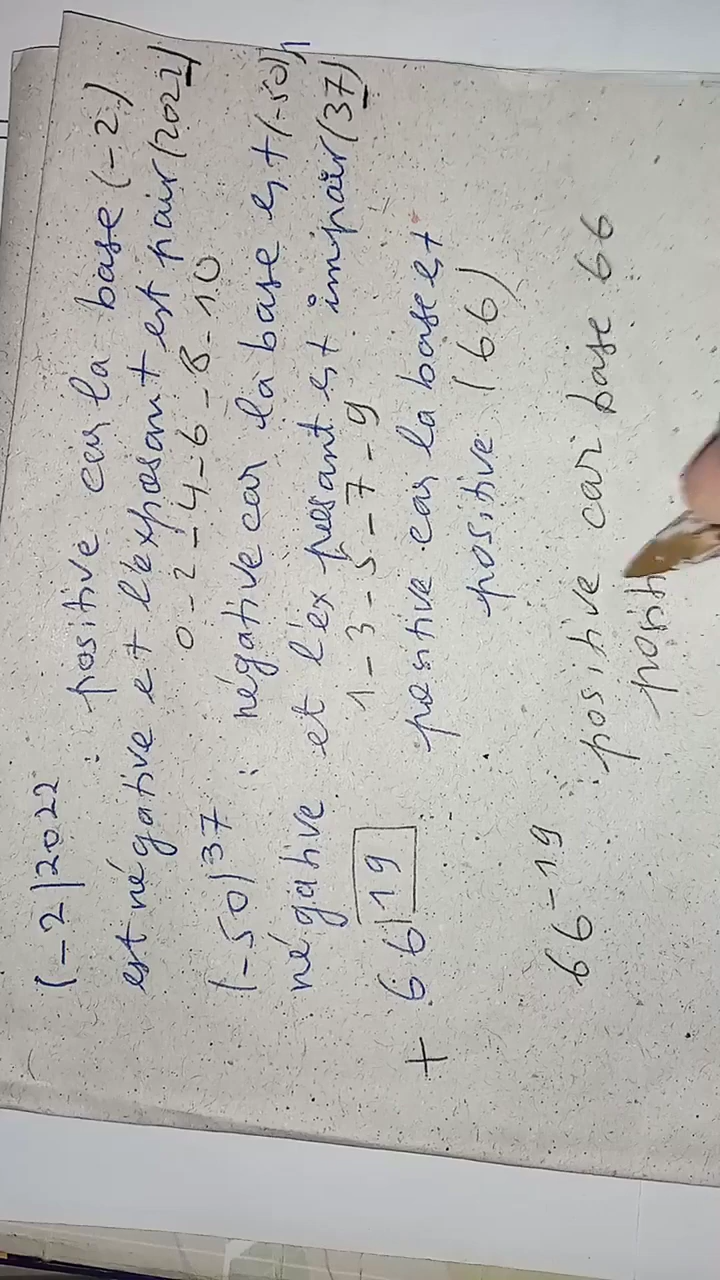 (-2)2022 positive car la base (-2)
est négative et l'exposant est pair (2022)
0-2-4-6-8-10
(-50)37 : négative car la base est (-50)
négative et l'exposant est impair (37)
1-3-5-7-9
+ 66)19 positive car la base est
positive (66)
66-19 positive car base 66
posit